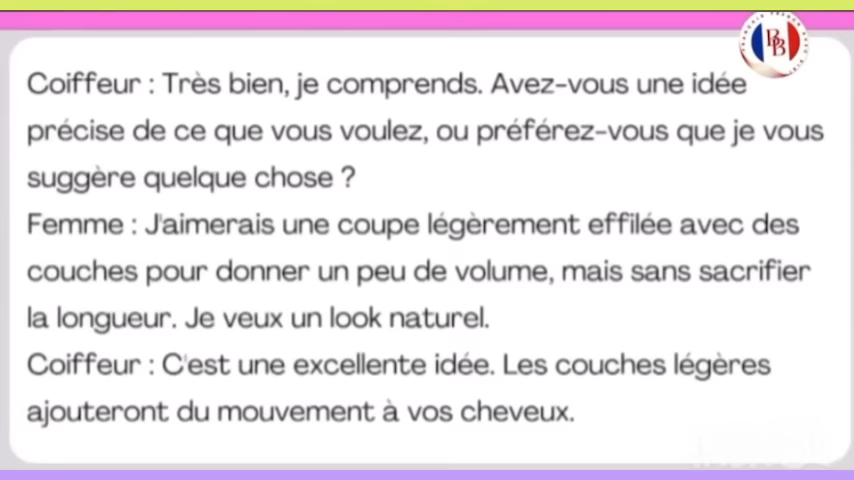 Coiffeur : Très bien, je comprends. Avez-vous une idée
précise de ce que vous voulez, ou préférez-vous que je vous
suggère quelque chose ?
Femme : J'aimerais une coupe légèrement effilée avec des
couches pour donner un peu de volume, mais sans sacrifier
la longueur. Je veux un look naturel.
Coiffeur : C'est une excellente idée. Les couches légères
ajouteront du mouvement à vos cheveux.